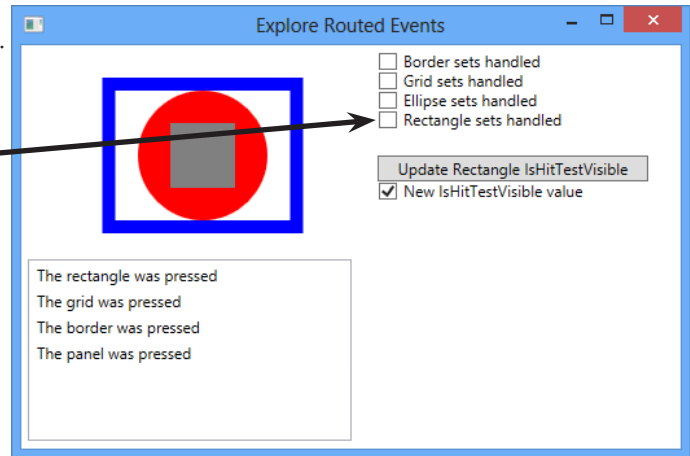 Explore Routed Events
.
Border sets handled
Grid sets handled
Ellipse sets handled
Rectangle sets handled
Update Rectangle IsHitTestVisible
New IsHitTestVisible value
The rectangle was pressed
The grid was pressed
The border was pressed
The panel was pressed